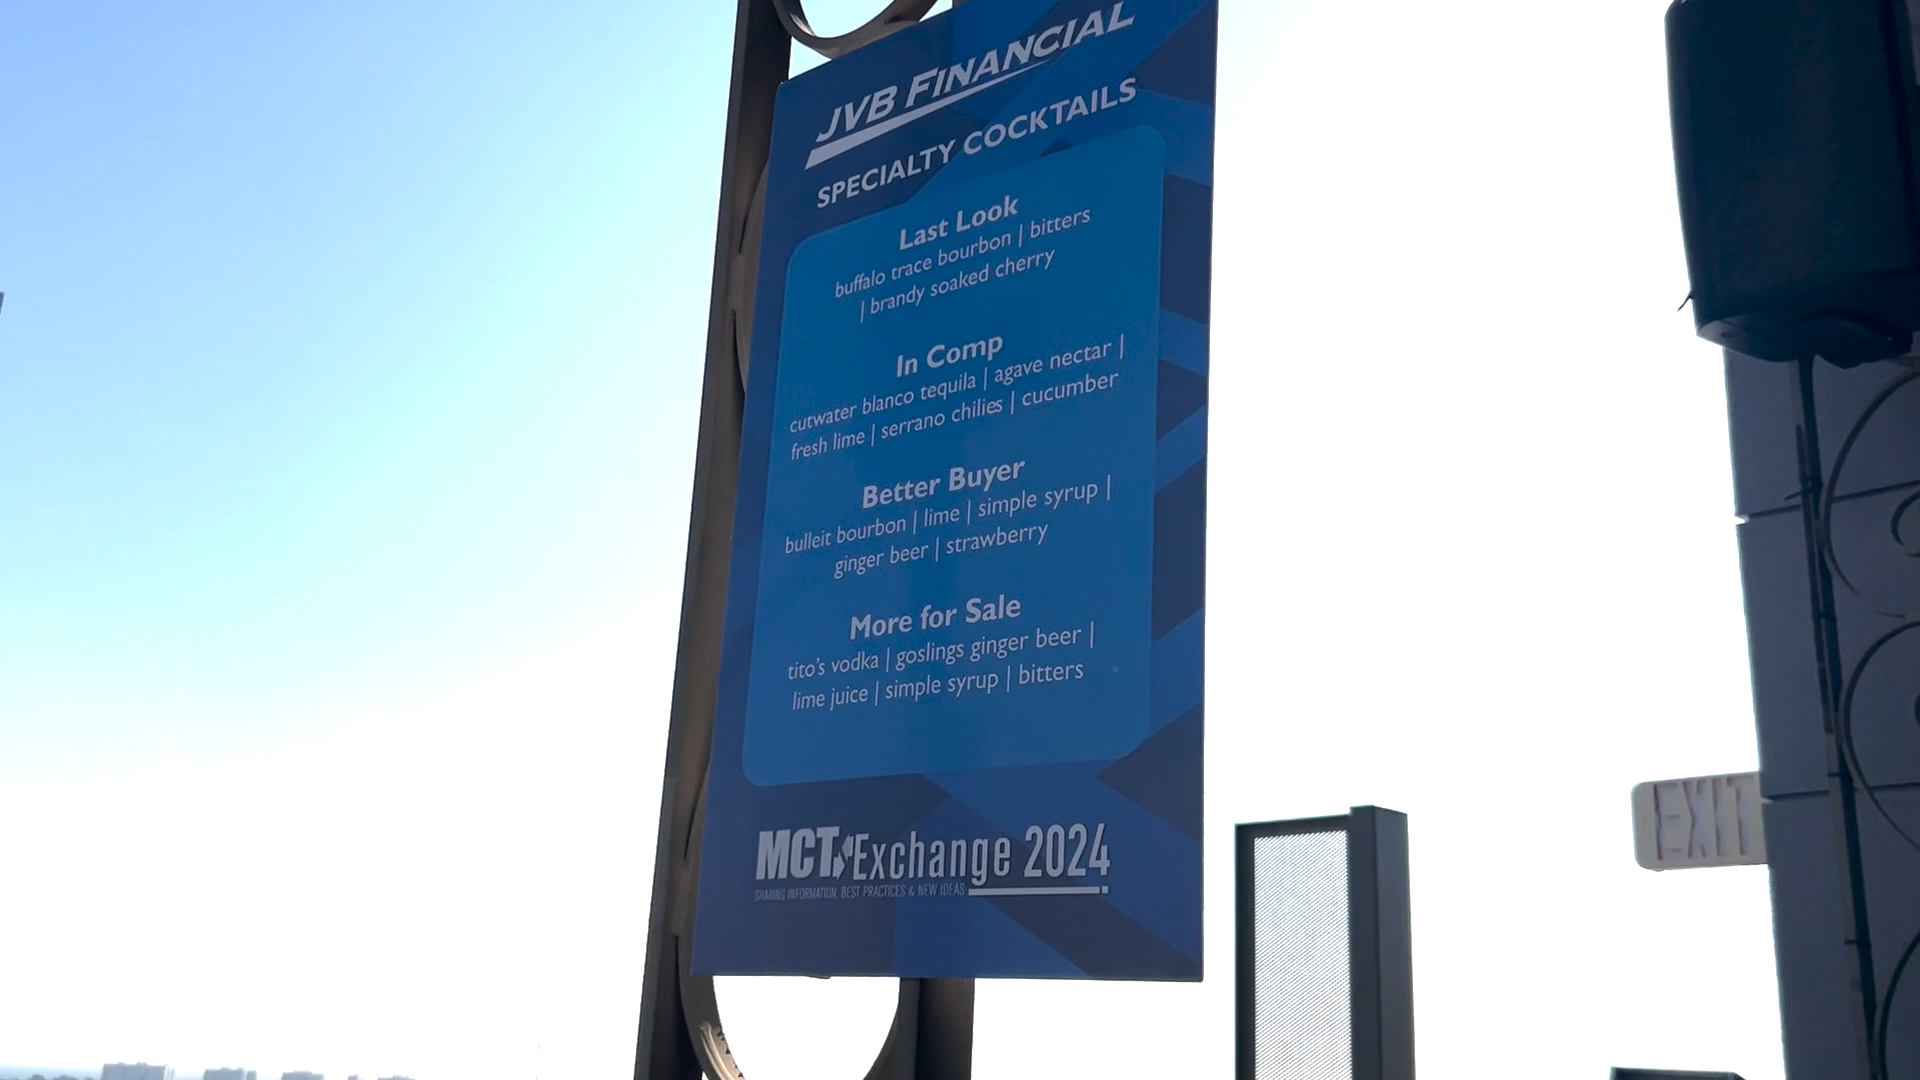 JVB FINANCIAL
SPECIALTY COCKTAILS
Last Look
buffalo trace bourbon | bitters
| brandy soaked cherry
In Comp
cutwater blanco tequila | agave nectar |
fresh lime | serrano chilies | cucumber
Better Buyer
bulleit bourbon | lime | simple syrup |
ginger beer | strawberry
More for Sale
tito's vodka | goslings ginger beer |
lime juice | simple syrup | bitters
MCT Exchange 2024
SHARING INFORMATION, BEST PRACTICES & NEW IDEAS
EXIT